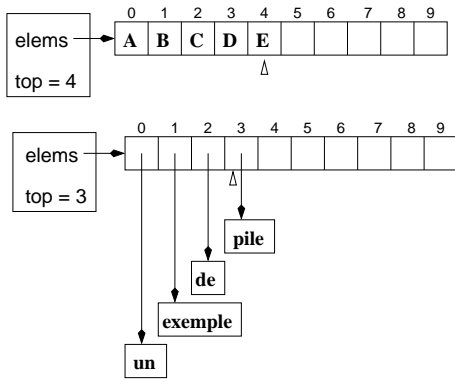 0 1 2 3 4 5 6 7 8 9
elems A B C D E
top = 4
0 1 2 3 4 5 6 7 8 9
elems
top = 3
pile
de
exemple
un